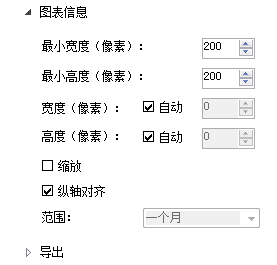 图表信息
最小宽度（像素）： 200
最小高度（像素）： 200
宽度（像素）： 自动 0
高度（像素）： 自动 0
缩放
纵轴对齐
范围： 一个月
导出